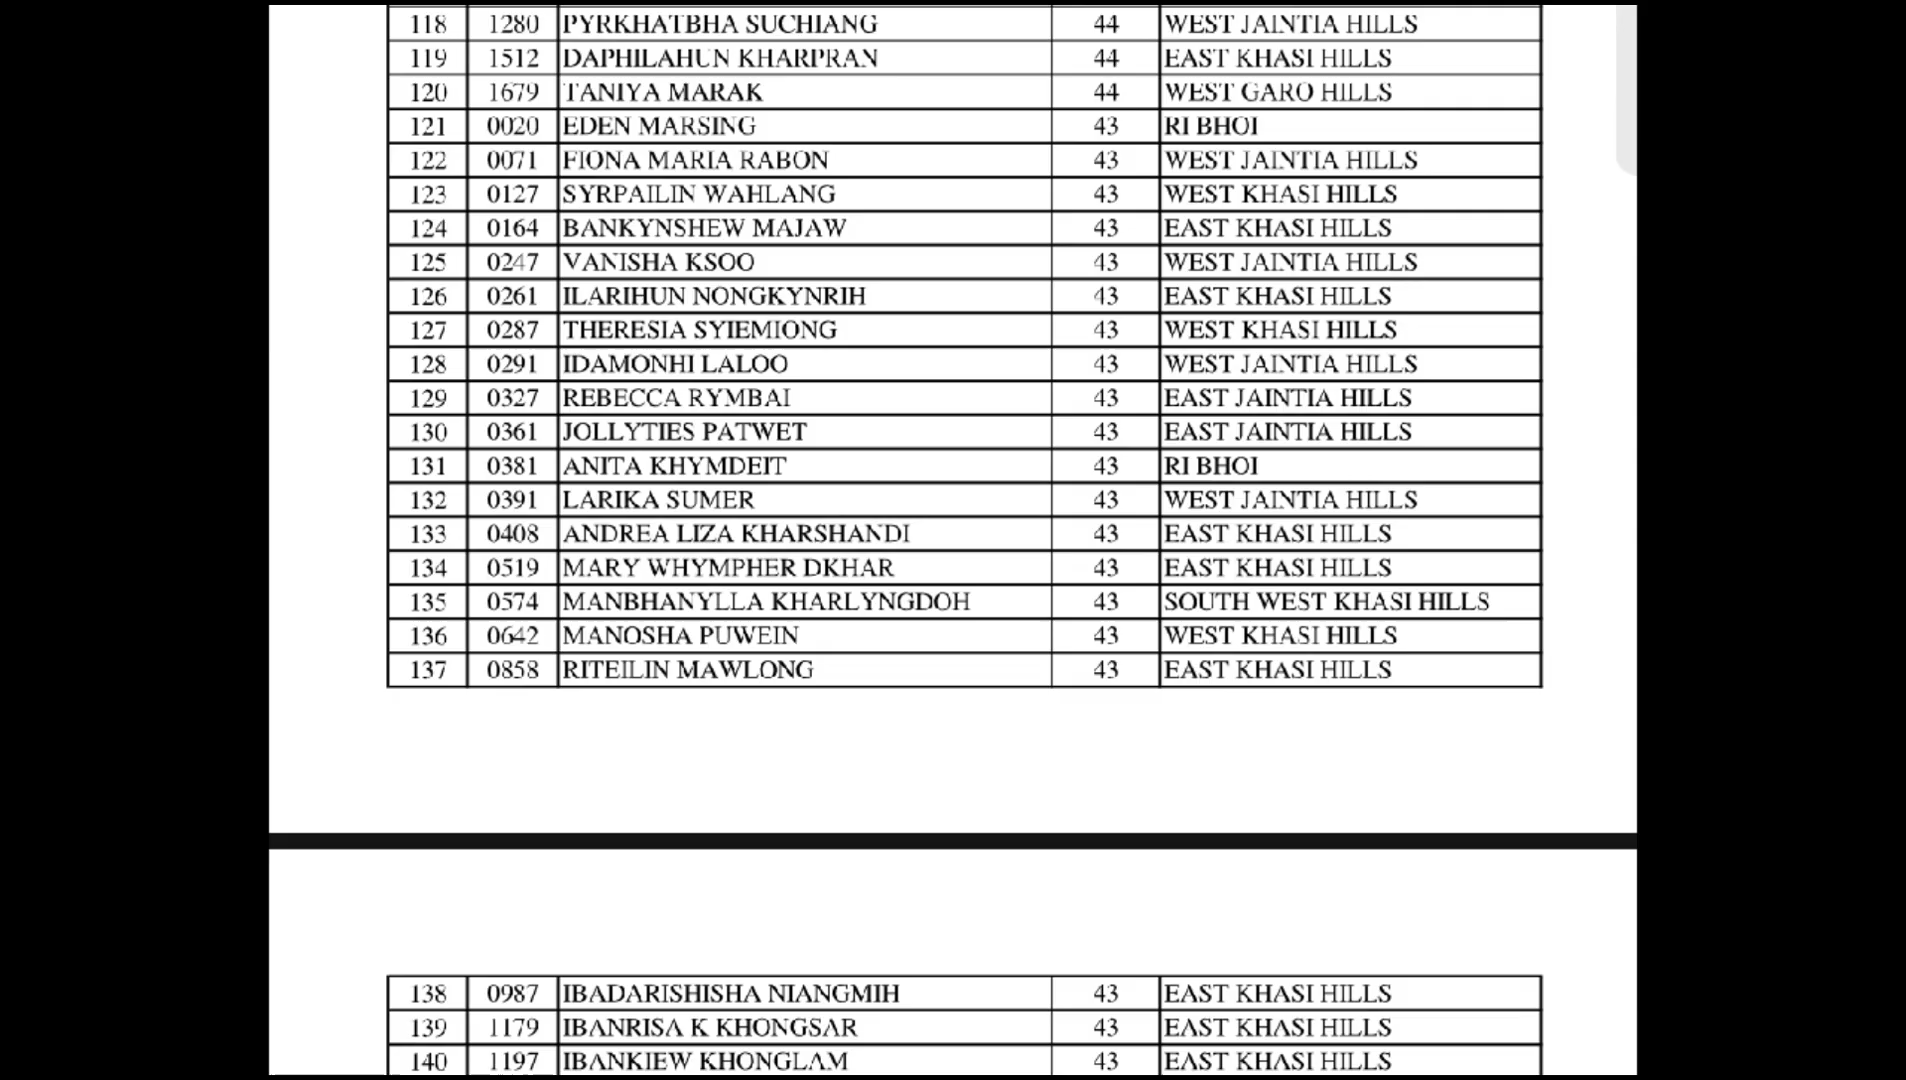 118 1280 PYRKHATBHA SUCHIANG 44 WEST JAINTIA HILLS
119 1512 DAPHILAHUN KHARPRAN 44 EAST KHASI HILLS
120 1679 TANIYA MARAK 44 WEST GARO HILLS
121 0020 EDEN MARSING 43 RI BHOI
122 0071 FIONA MARIA RABON 43 WEST JAINTIA HILLS
123 0127 SYRPAILIN WAHLANG 43 WEST KHASI HILLS
124 0164 BANKYNSHEW MAJAW 43 EAST KHASI HILLS
125 0247 VANISHA KSOO 43 WEST JAINTIA HILLS
126 0261 ILARIHUN NONGKYNRIH 43 EAST KHASI HILLS
127 0287 THERESIA SYIEMIONG 43 WEST KHASI HILLS
128 0291 IDAMONHI LALOO 43 WEST JAINTIA HILLS
129 0327 REBECCA RYMBAI 43 EAST JAINTIA HILLS
130 0361 JOLLYTIES PATWET 43 EAST JAINTIA HILLS
131 0381 ANITA KHYMDEIT 43 RI BHOI
132 0391 LARIKA SUMER 43 WEST JAINTIA HILLS
133 0408 ANDREA LIZA KHARSHANDI 43 EAST KHASI HILLS
134 0519 MARY WHYMPHER DKHAR 43 EAST KHASI HILLS
135 0574 MANBHANYLLA KHARLYNGDOH 43 SOUTH WEST KHASI HILLS
136 0642 MANOSHA PUWEIN 43 WEST KHASI HILLS
137 0858 RITEILIN MAWLONG 43 EAST KHASI HILLS
138 0987 IBADARISHISHA NIANGMIH 43 EAST KHASI HILLS
139 1179 IBANRISA K KHONGSAR 43 EAST KHASI HILLS
140 1197 IBANKIEW KHONGLAM 43 EAST KHASI HILLS